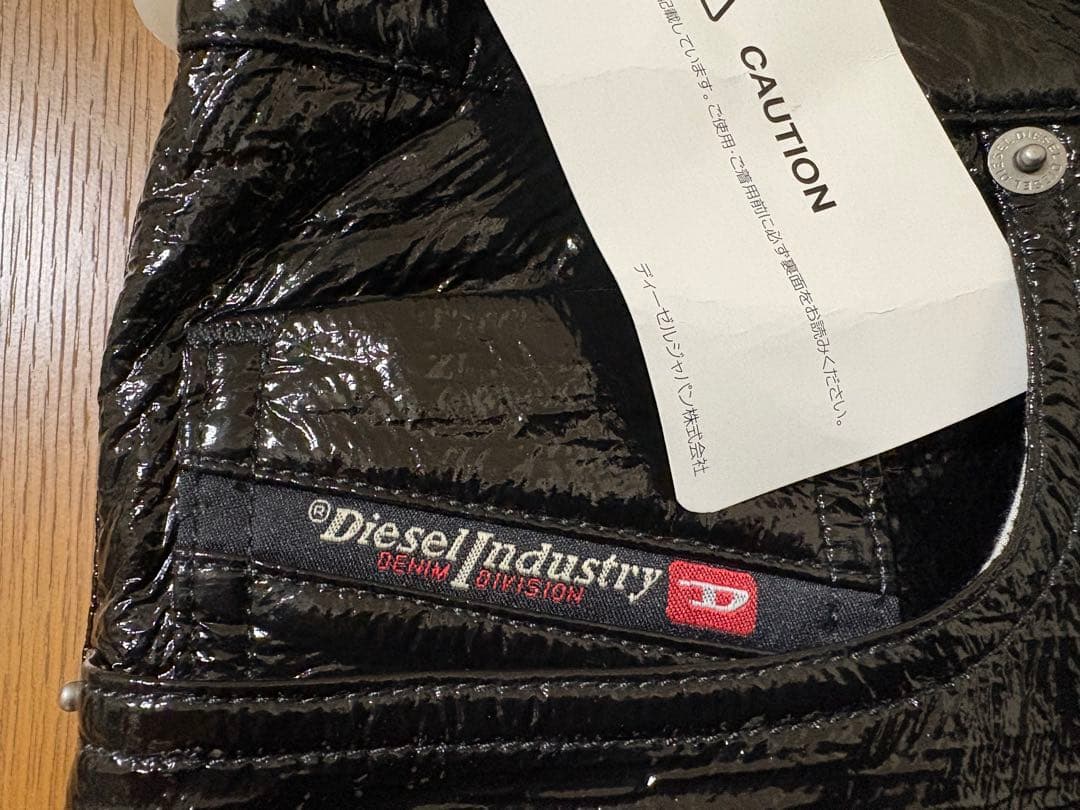 CAUTION
記載しています。ご使用・ご着用前に必ず裏面をお読みください。
ディーゼルジャパン株式会社
®Diesel Industry
DENIM DIVISION
D